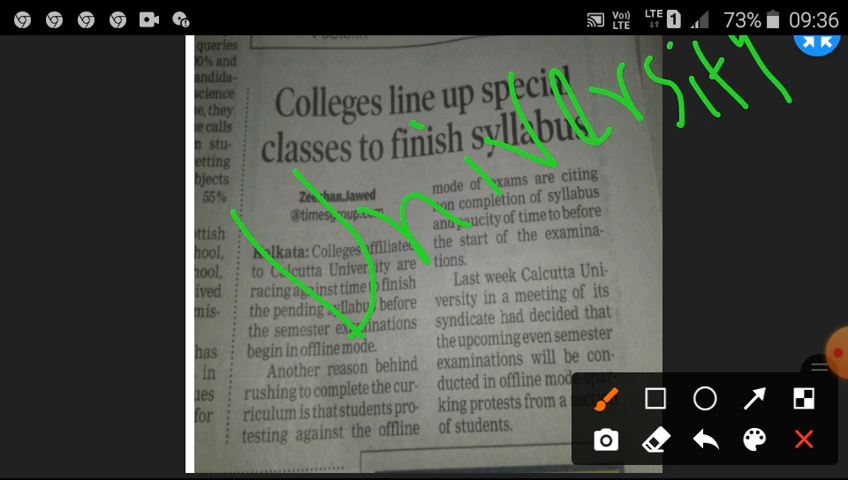 Vo)) LTE LTE 1 73% 09:36
queries
0% and
andida-
science
e, they
e calls
n stu-
etting
bjects
55%
ttish
hool,
hool,
ived
mis-
has
in
ues
for
Colleges line up special
classes to finish syllabus
University
Zeeshan.Jawed
@timesgroup.com
Kolkata: Colleges affiliated
to Calcutta University are
racing against time to finish
the pending syllabus before
the semester examinations
begin in offline mode.
Another reason behind
rushing to complete the cur-
riculum is that students pro-
testing against the offline
mode of exams are citing
non completion of syllabus
and paucity of time to before
the start of the examina-
tions.
Last week Calcutta Uni-
versity in a meeting of its
syndicate had decided that
the upcoming even semester
examinations will be con-
ducted in offline mode spar-
king protests from a section
of students.